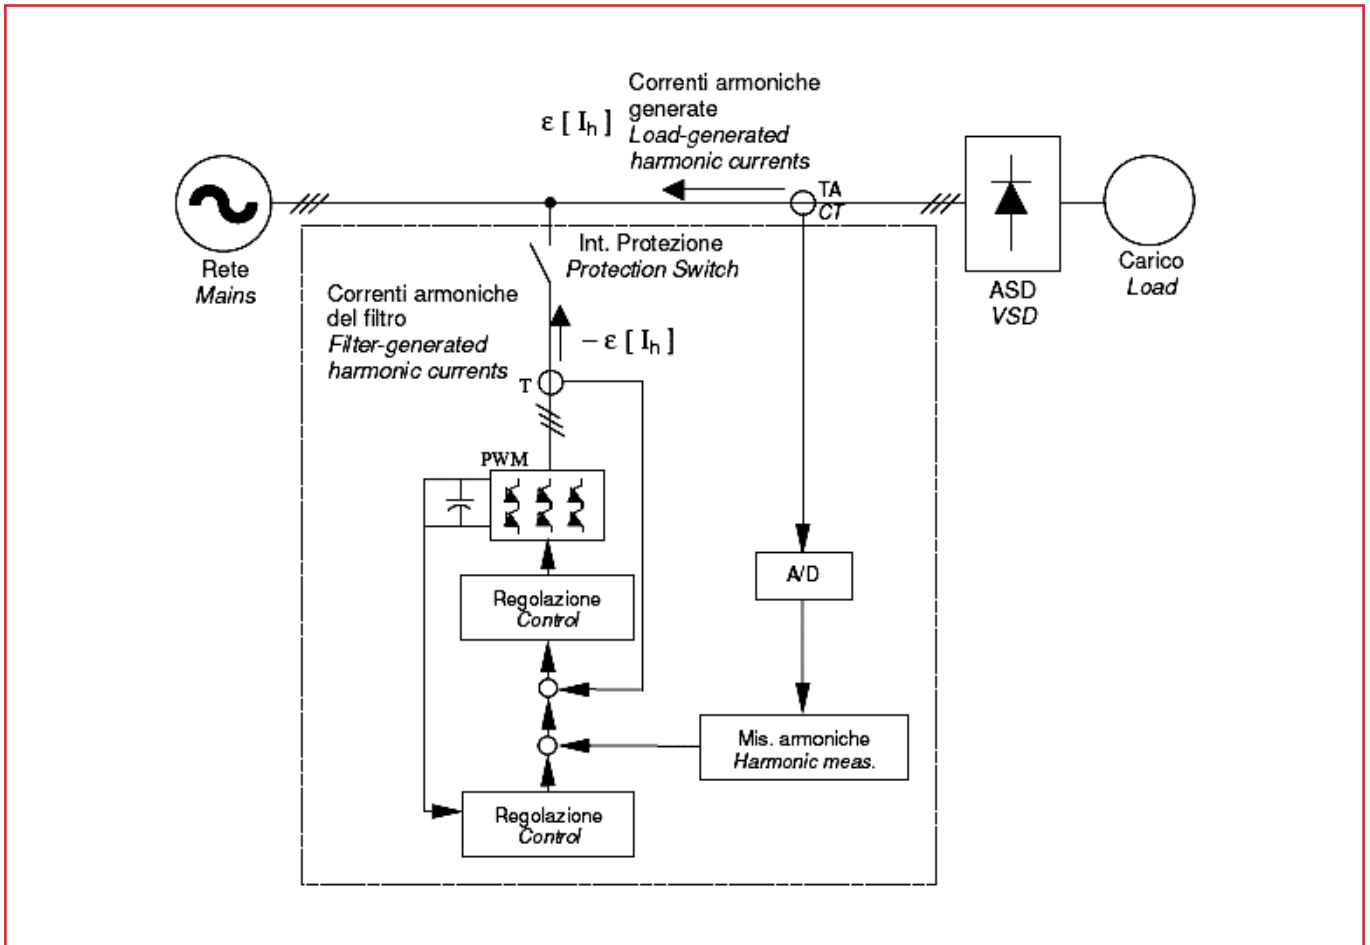 Correnti armoniche
generate
ε [ Ih ]
Load-generated
harmonic currents
TA
CT
Rete
Mains
Int. Protezione
Protection Switch
ASD
VSD
Carico
Load
Correnti armoniche
del filtro
Filter-generated
harmonic currents
– ε [ Ih ]
T
PWM
A/D
Regolazione
Control
Mis. armoniche
Harmonic meas.
Regolazione
Control